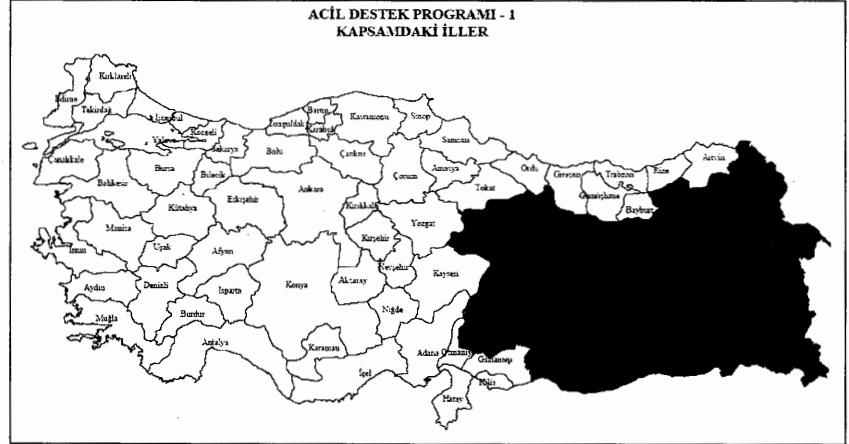 ACİL DESTEK PROGRAMI - 1
KAPSAMDAKİ İLLER
Kırklareli
Edirne
Tekirdağ
İstanbul
Kocaeli
Yalova
Sakarya
Zonguldak
Bartın
Karabük
Kastamonu
Sinop
Samsun
Çanakkale
Balıkesir
Bursa
Bilecik
Bolu
Çankırı
Çorum
Amasya
Tokat
Ordu
Giresun
Trabzon
Rize
Artvin
Gümüşhane
Bayburt
Kütahya
Eskişehir
Ankara
Kırıkkale
Yozgat
Manisa
İzmir
Uşak
Afyon
Kırşehir
Nevşehir
Kayseri
Aydın
Denizli
Isparta
Konya
Aksaray
Niğde
Muğla
Burdur
Antalya
Karaman
İçel
Adana
Osmaniy
Gaziantep
Kilis
Hatay